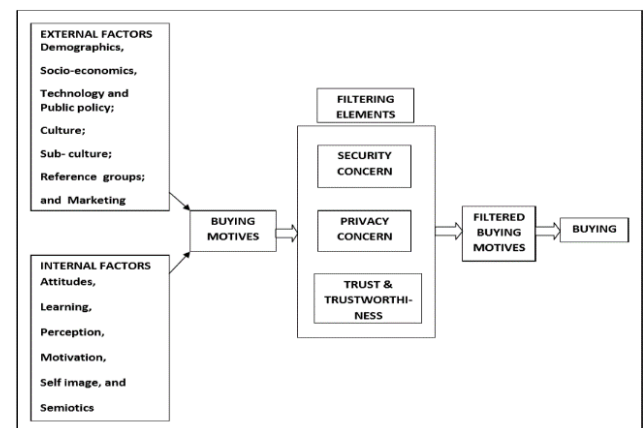 EXTERNAL FACTORS
Demographics,
Socio-economics,
Technology and
Public policy;
Culture;
Sub- culture;
Reference groups;
and Marketing
INTERNAL FACTORS
Attitudes,
Learning,
Perception,
Motivation,
Self image, and
Semiotics
BUYING
MOTIVES
FILTERING
ELEMENTS
SECURITY
CONCERN
PRIVACY
CONCERN
TRUST &
TRUSTWORTHI-
NESS
FILTERED
BUYING
MOTIVES
BUYING